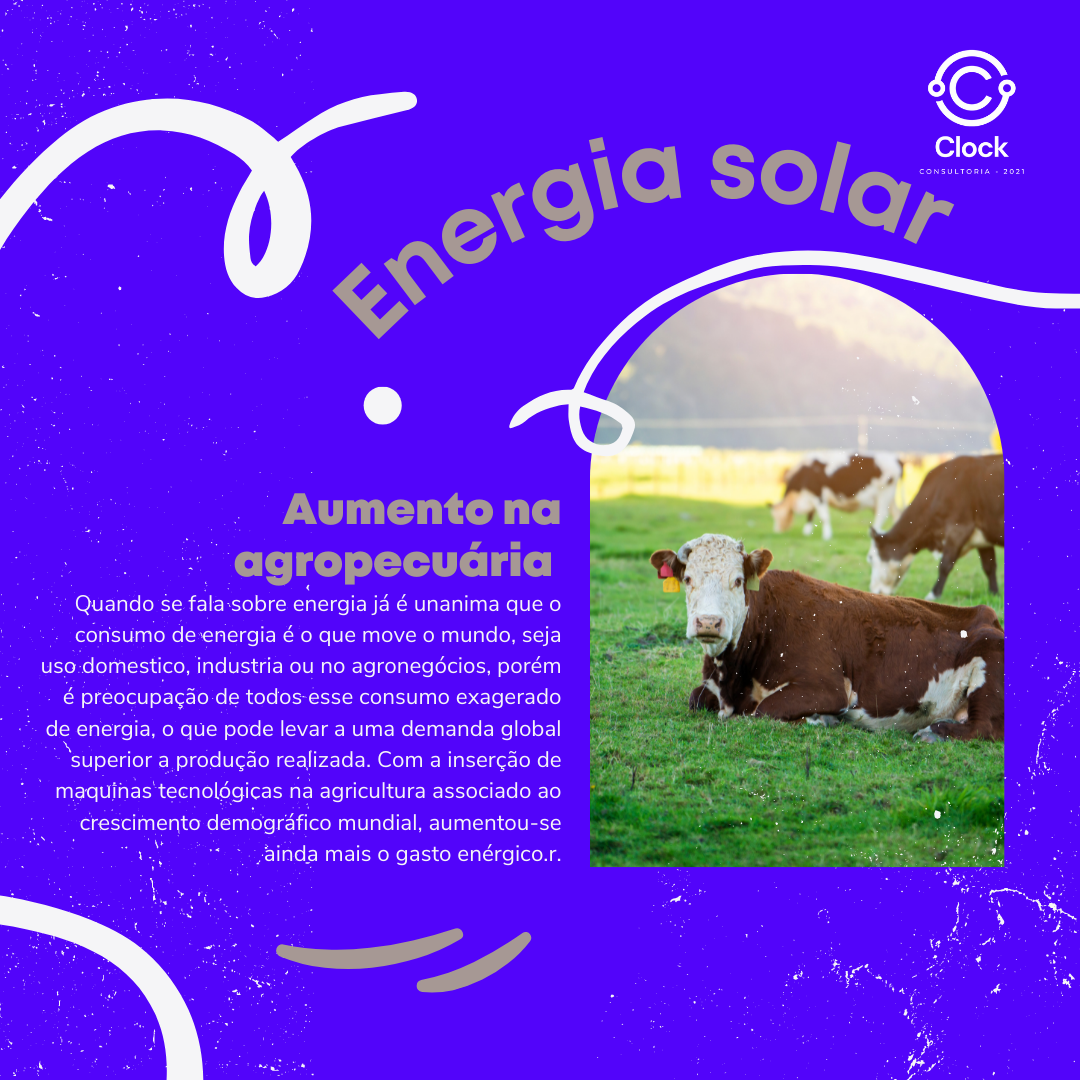 Clock
CONSULTORIA - 2021
Energia solar
Aumento na
agropecuária
Quando se fala sobre energia já é unanima que o
consumo de energia é o que move o mundo, seja
uso domestico, industria ou no agronegócios, porém
é preocupação de todos esse consumo exagerado
de energia, o que pode levar a uma demanda global
superior a produção realizada. Com a inserção de
maquinas tecnológicas na agricultura associado ao
crescimento demográfico mundial, aumentou-se
ainda mais o gasto enérgico.r.